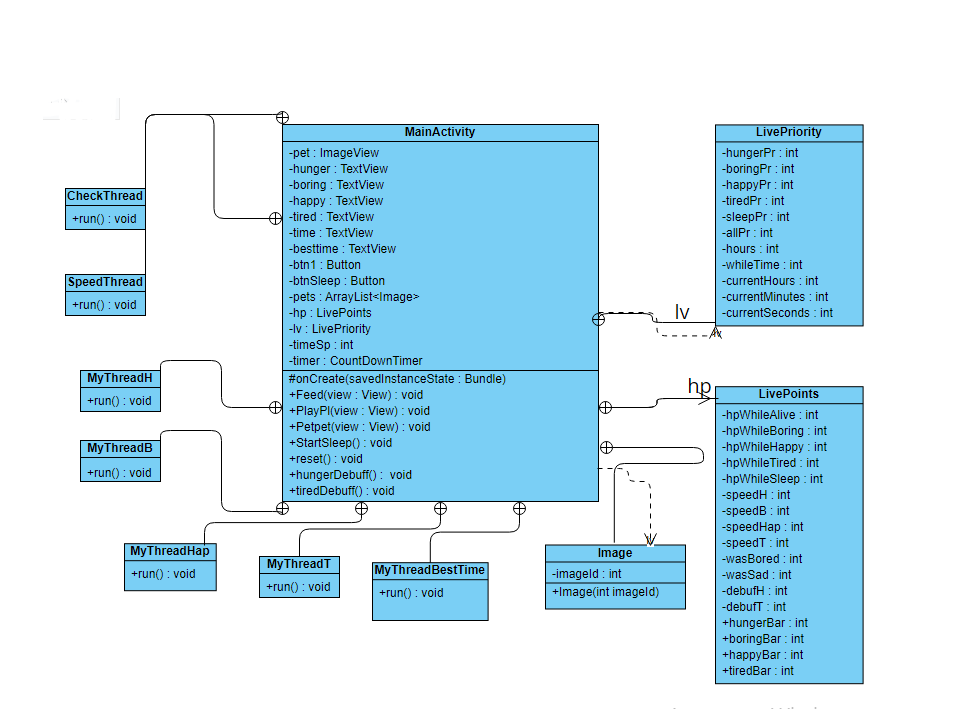 MainActivity
-pet : ImageView
-hunger : TextView
-boring : TextView
-happy : TextView
-tired : TextView
-time : TextView
-besttime : TextView
-btn1 : Button
-btnSleep : Button
-pets : ArrayList<Image>
-hp : LivePoints
-lv : LivePriority
-timeSp : int
-timer : CountDownTimer
#onCreate(savedInstanceState : Bundle)
+Feed(view : View) : void
+PlayPl(view : View) : void
+Petpet(view : View) : void
+StartSleep() : void
+reset() : void
+hungerDebuff() : void
+tiredDebuff() : void
LivePriority
-hungerPr : int
-boringPr : int
-happyPr : int
-tiredPr : int
-sleepPr : int
-allPr : int
-hours : int
-whileTime : int
-currentHours : int
-currentMinutes : int
-currentSeconds : int
CheckThread
+run() : void
SpeedThread
+run() : void
lv
lv
MyThreadH
+run() : void
MyThreadB
+run() : void
hp
LivePoints
-hpWhileAlive : int
-hpWhileBoring : int
-hpWhileHappy : int
-hpWhileTired : int
-hpWhileSleep : int
-speedH : int
-speedB : int
-speedHap : int
-speedT : int
-wasBored : int
-wasSad : int
-debufH : int
-debufT : int
+hungerBar : int
+boringBar : int
+happyBar : int
+tiredBar : int
MyThreadHap
+run() : void
MyThreadT
+run() : void
MyThreadBestTime
+run() : void
Image
-imageId : int
+Image(int imageId)